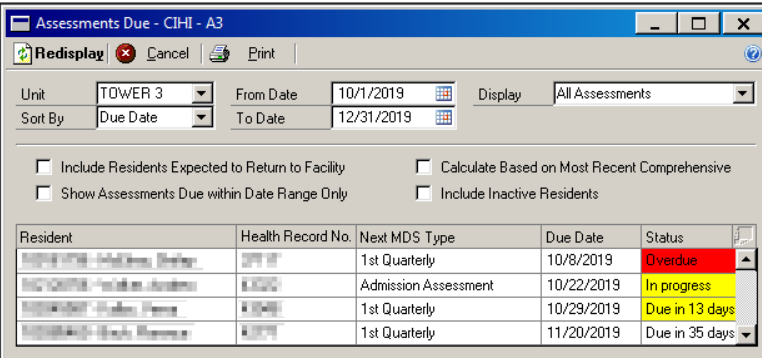 Assessments Due - CIHI - A3
Redisplay Cancel Print
Unit TOWER 3 From Date 10/1/2019 Display All Assessments
Sort By Due Date To Date 12/31/2019
Include Residents Expected to Return to Facility Calculate Based on Most Recent Comprehensive
Show Assessments Due within Date Range Only Include Inactive Residents
Resident Health Record No. Next MDS Type Due Date Status
1st Quarterly 10/8/2019 Overdue
Admission Assessment 10/22/2019 In progress
1st Quarterly 10/29/2019 Due in 13 days
1st Quarterly 11/20/2019 Due in 35 days